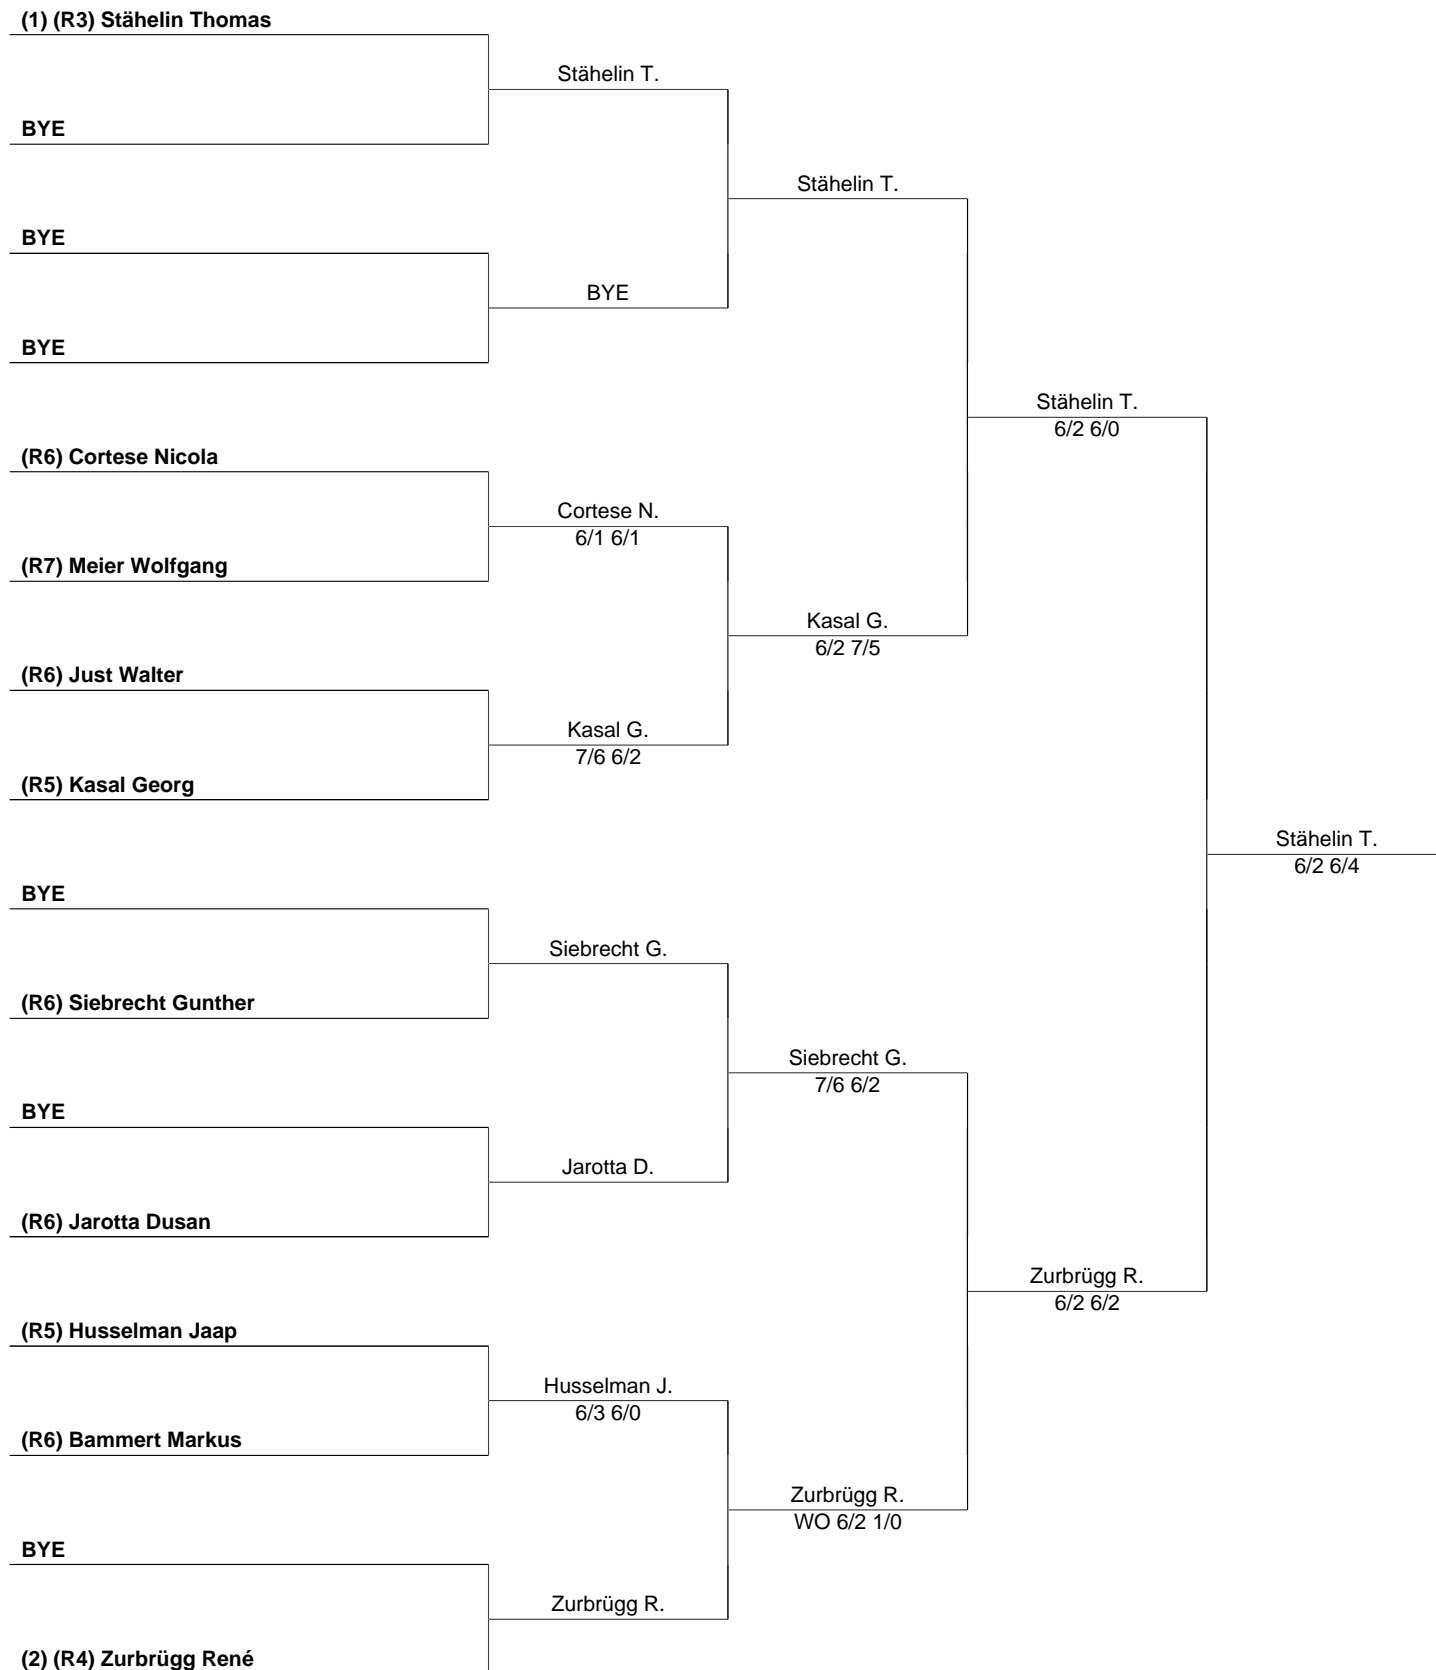 (1) (R3) Stähelin Thomas
Stähelin T.
BYE
Stähelin T.
BYE
BYE
BYE
Stähelin T.
6/2 6/0
(R6) Cortese Nicola
Cortese N.
6/1 6/1
(R7) Meier Wolfgang
Kasal G.
6/2 7/5
(R6) Just Walter
Kasal G.
7/6 6/2
(R5) Kasal Georg
Stähelin T.
6/2 6/4
BYE
Siebrecht G.
(R6) Siebrecht Gunther
Siebrecht G.
7/6 6/2
BYE
Jarotta D.
(R6) Jarotta Dusan
Zurbrügg R.
6/2 6/2
(R5) Husselman Jaap
Husselman J.
6/3 6/0
(R6) Bammert Markus
Zurbrügg R.
WO 6/2 1/0
BYE
Zurbrügg R.
(2) (R4) Zurbrügg René